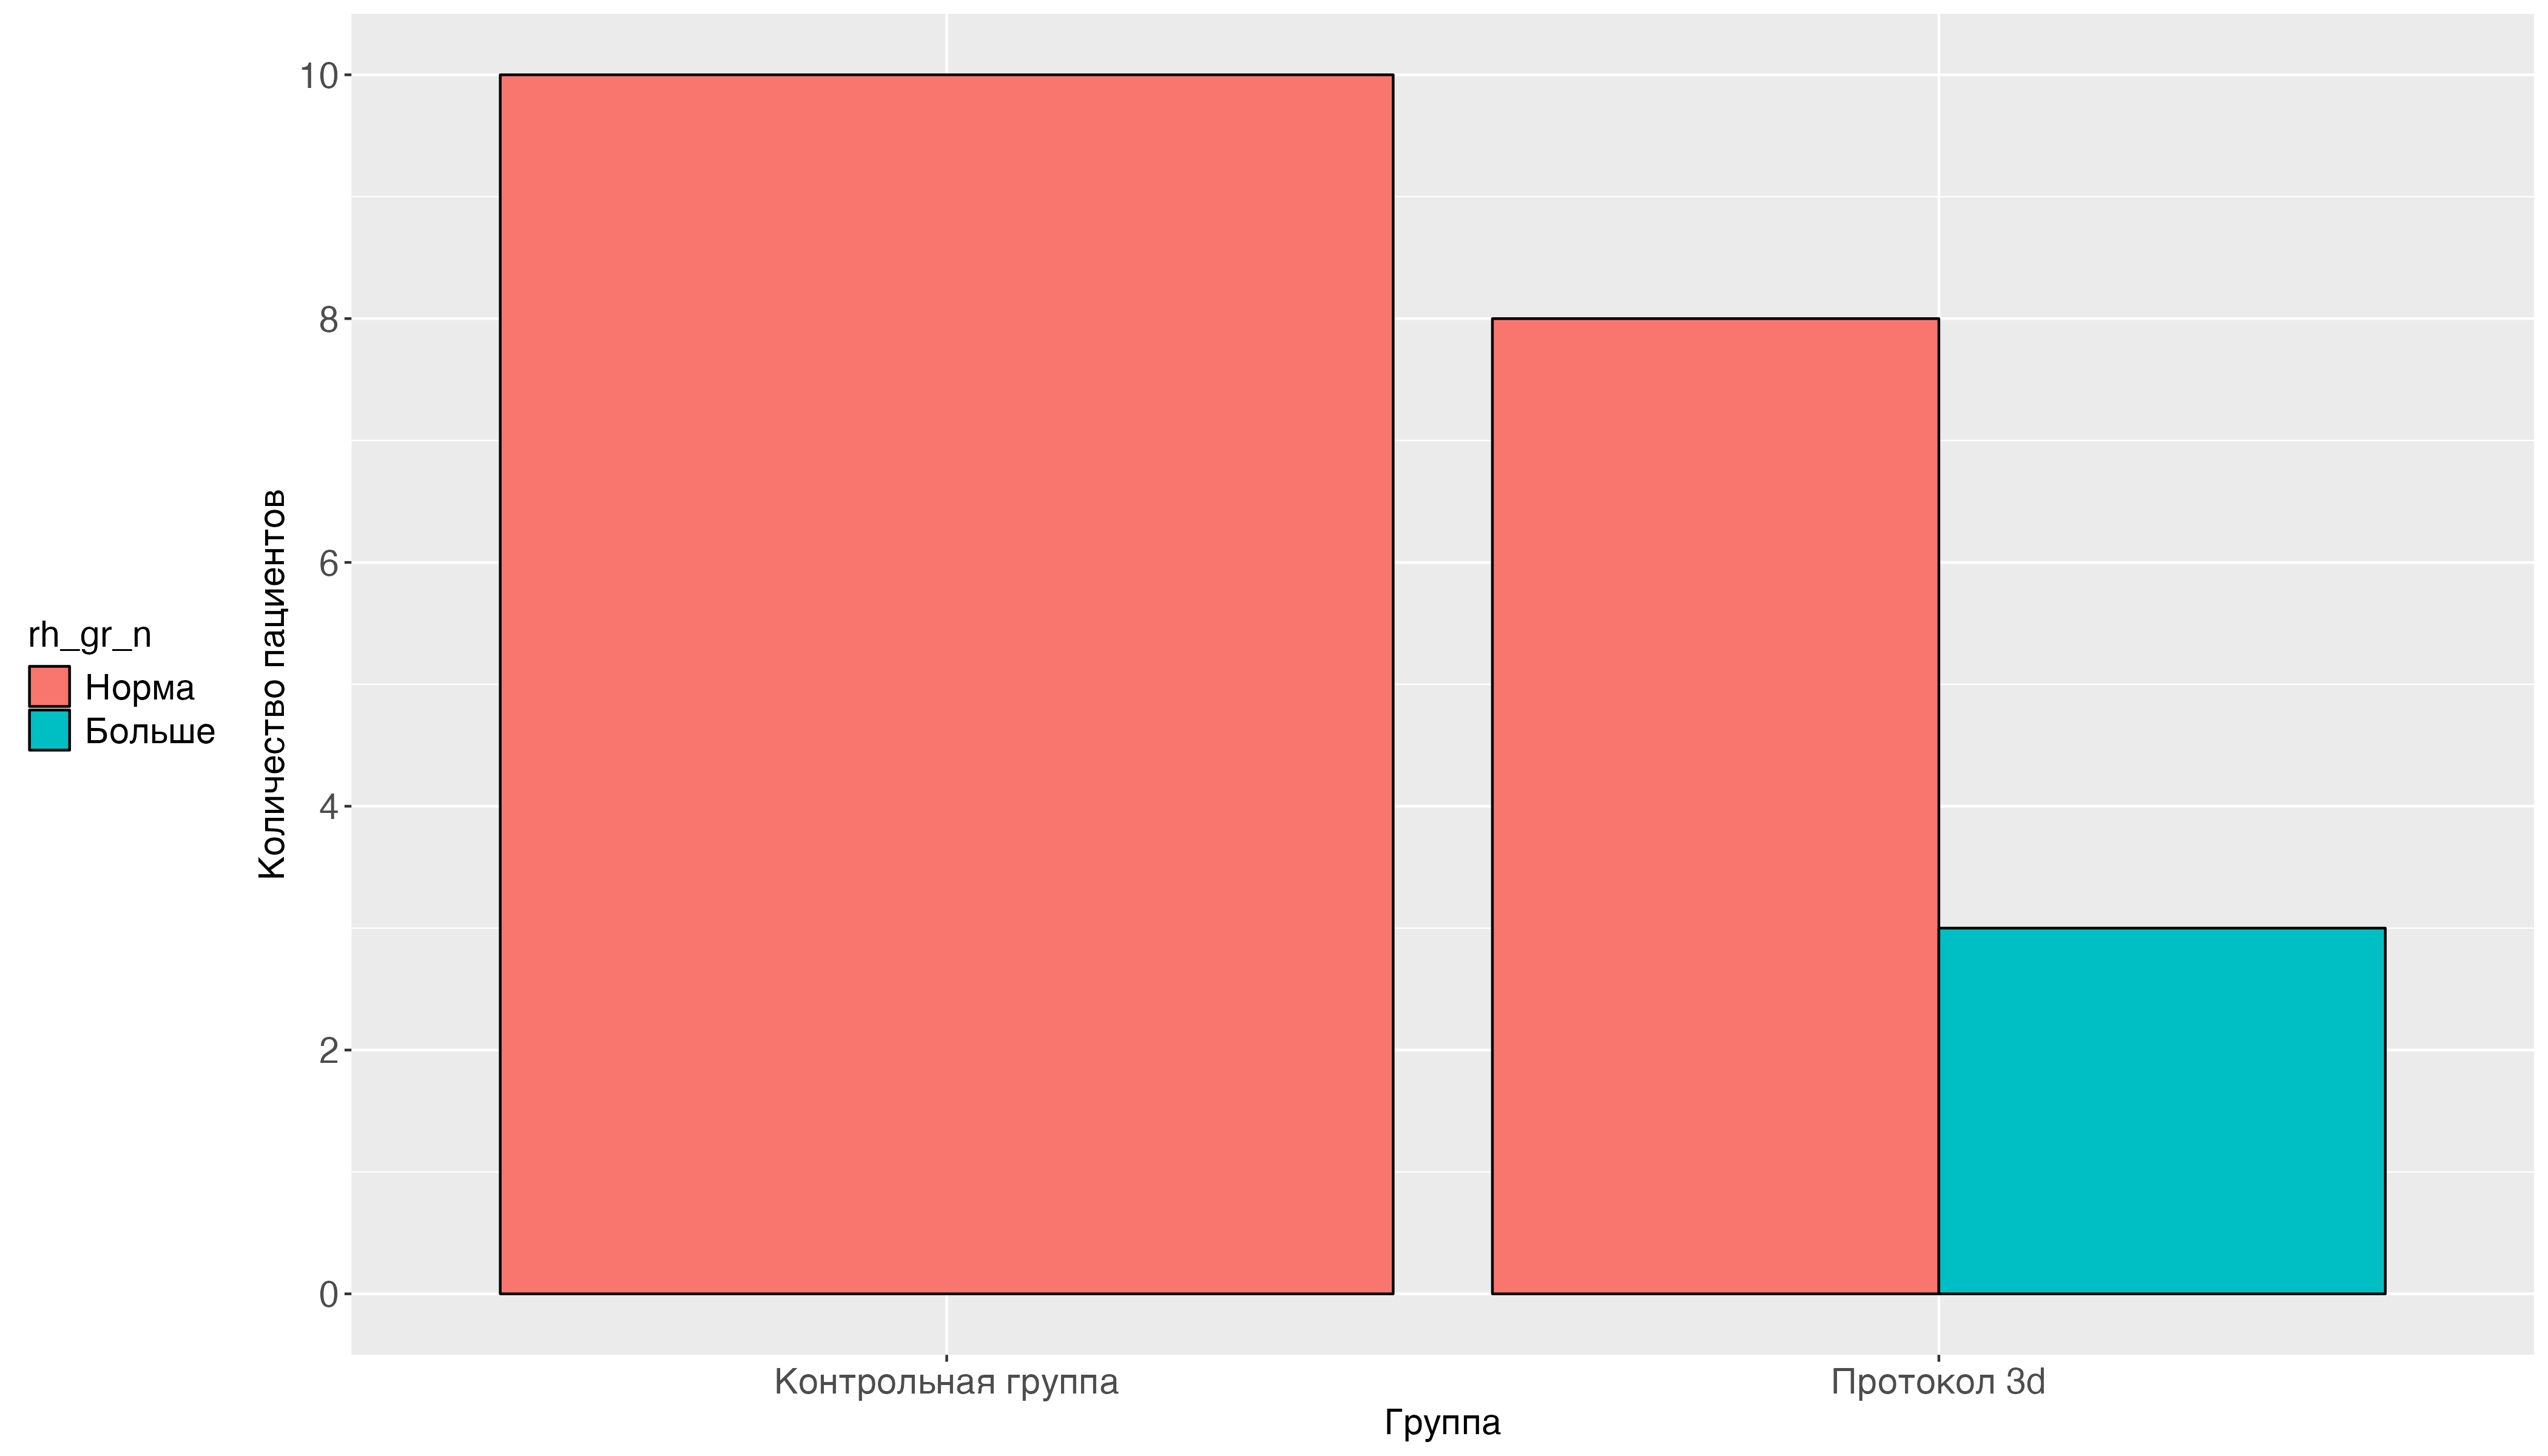 rh_gr_n
Норма
Больше
Количество пациентов
10
8
6
4
2
0
Контрольная группа
Протокол 3d
Группа